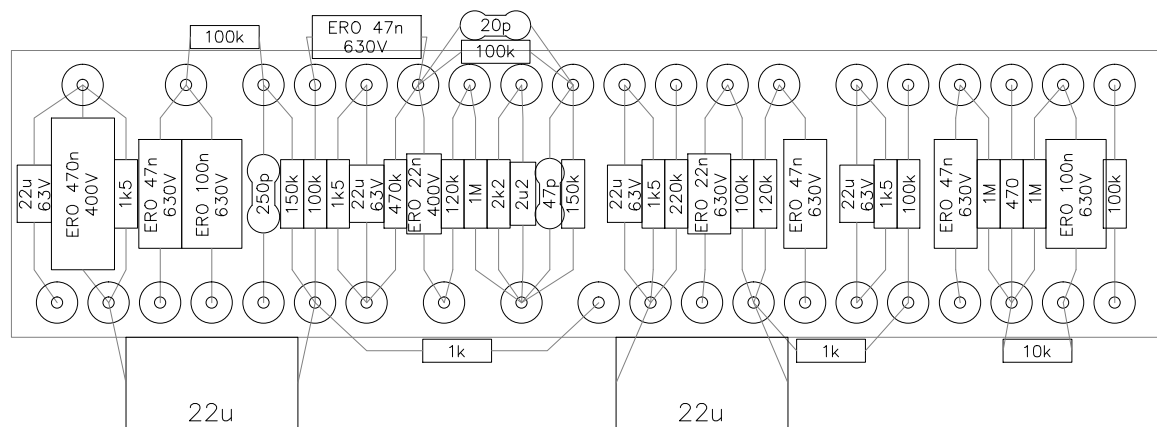 20p
ERO 47n
630V
100k
100k
22u
63V
ERO 470n
400V
1k5
ERO 47n
630V
ERO 100n
630V
250p
150k
100k
1k5
22u
63V
470k
ERO 22n
400V
120k
1M
2k2
2u2
47p
150k
22u
63V
1k5
220k
ERO 22n
630V
100k
120k
ERO 47n
630V
22u
63V
1k5
100k
ERO 47n
630V
1M
470
1M
ERO 100n
630V
100k
1k
1k
10k
22u
22u